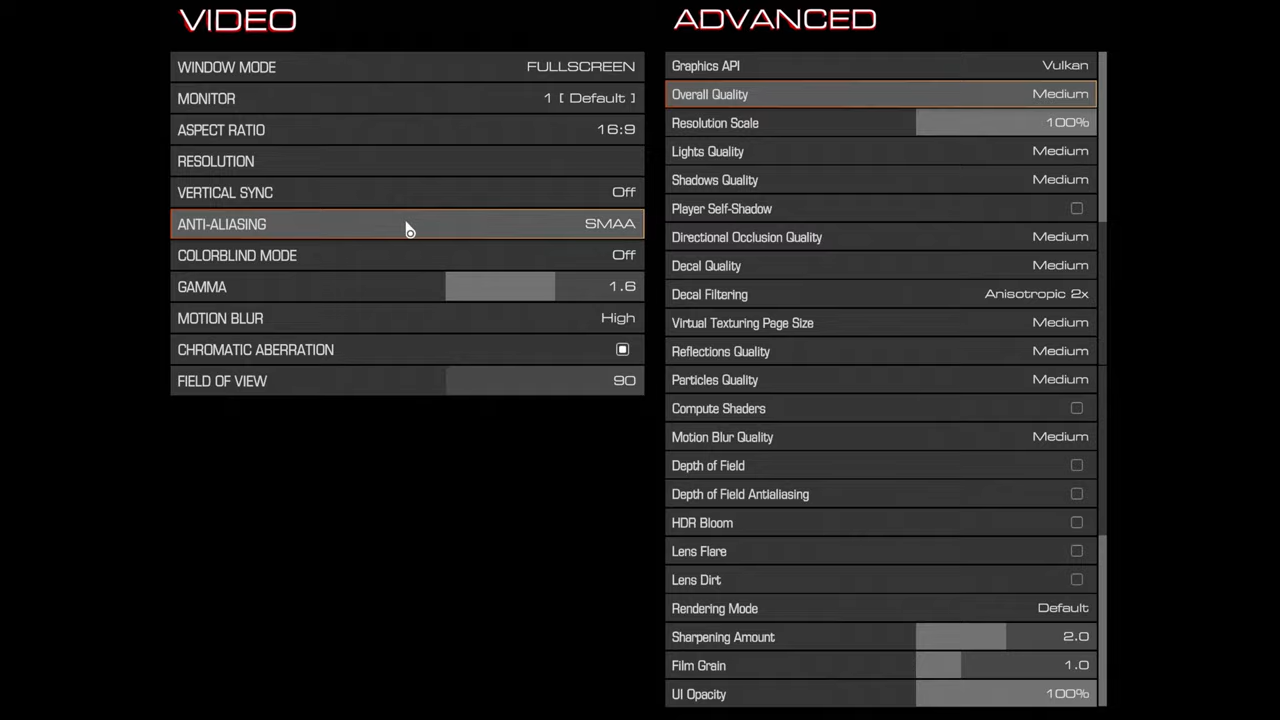 VIDEO
WINDOW MODE FULLSCREEN
MONITOR 1 [ Default ]
ASPECT RATIO 16:9
RESOLUTION
VERTICAL SYNC Off
ANTI-ALIASING SMAA
COLORBLIND MODE Off
GAMMA 1.6
MOTION BLUR High
CHROMATIC ABERRATION
FIELD OF VIEW 90
ADVANCED
Graphics API Vulkan
Overall Quality Medium
Resolution Scale 100%
Lights Quality Medium
Shadows Quality Medium
Player Self-Shadow
Directional Occlusion Quality Medium
Decal Quality Medium
Decal Filtering Anisotropic 2x
Virtual Texturing Page Size Medium
Reflections Quality Medium
Particles Quality Medium
Compute Shaders
Motion Blur Quality Medium
Depth of Field
Depth of Field Antialiasing
HDR Bloom
Lens Flare
Lens Dirt
Rendering Mode Default
Sharpening Amount 2.0
Film Grain 1.0
UI Opacity 100%